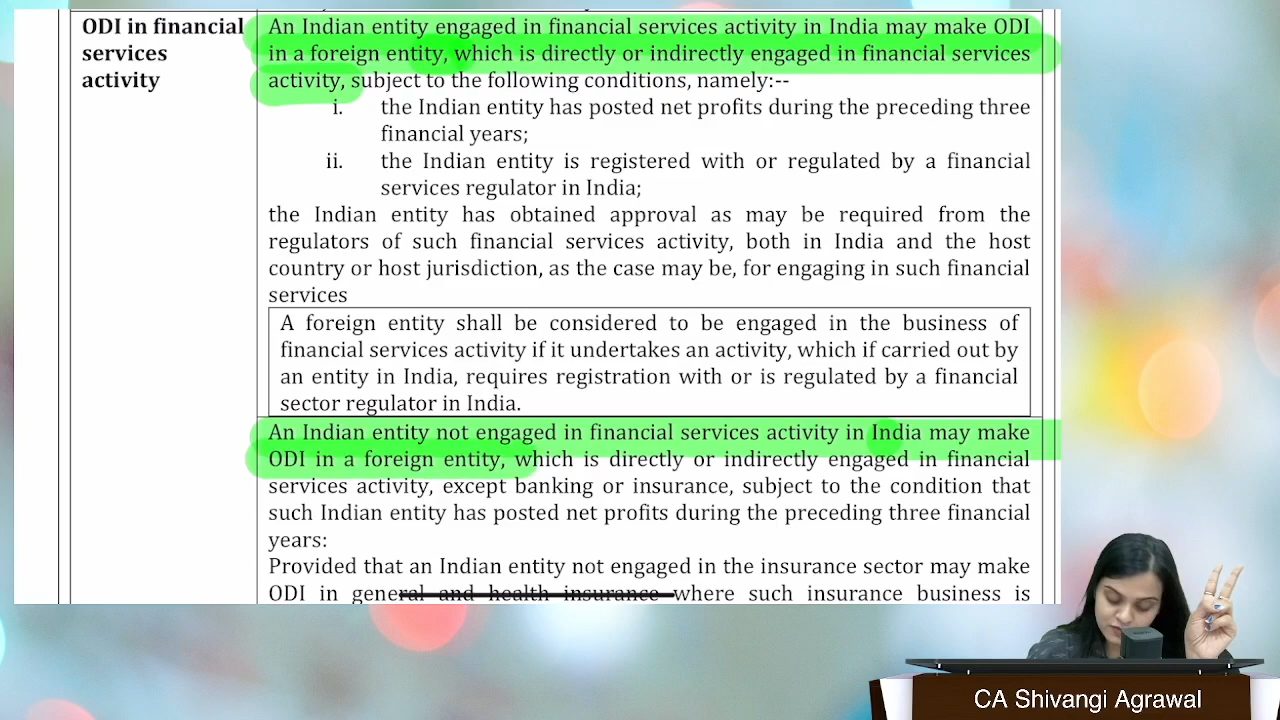 ODI in financial
services
activity
An Indian entity engaged in financial services activity in India may make ODI
in a foreign entity, which is directly or indirectly engaged in financial services
activity, subject to the following conditions, namely:--
i. the Indian entity has posted net profits during the preceding three
financial years;
ii. the Indian entity is registered with or regulated by a financial
services regulator in India;
the Indian entity has obtained approval as may be required from the
regulators of such financial services activity, both in India and the host
country or host jurisdiction, as the case may be, for engaging in such financial
services
A foreign entity shall be considered to be engaged in the business of
financial services activity if it undertakes an activity, which if carried out by
an entity in India, requires registration with or is regulated by a financial
sector regulator in India.
An Indian entity not engaged in financial services activity in India may make
ODI in a foreign entity, which is directly or indirectly engaged in financial
services activity, except banking or insurance, subject to the condition that
such Indian entity has posted net profits during the preceding three financial
years:
Provided that an Indian entity not engaged in the insurance sector may make
ODI in general and health insurance where such insurance business is
CA Shivangi Agrawal